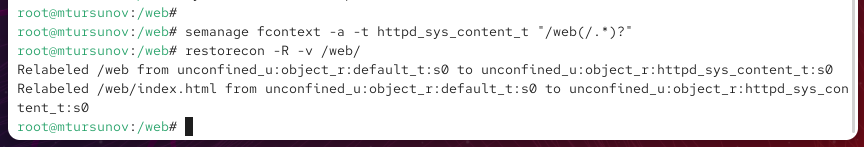 root@mtursunov:/web#
root@mtursunov:/web# semanage fcontext -a -t httpd_sys_content_t "/web(/.*)?"
root@mtursunov:/web# restorecon -R -v /web/
Relabeled /web from unconfined_u:object_r:default_t:s0 to unconfined_u:object_r:httpd_sys_content_t:s0
Relabeled /web/index.html from unconfined_u:object_r:default_t:s0 to unconfined_u:object_r:httpd_sys_con
tent_t:s0
root@mtursunov:/web#